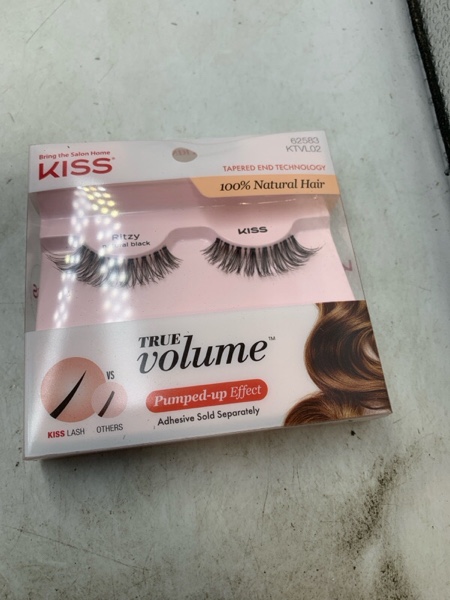 Bring the Salon Home
KISS
62583
KTVL02
TAPERED END TECHNOLOGY
100% Natural Hair
Ritzy
black
KISS
TRUE
volume™
Pumped-up Effect
Adhesive Sold Separately
VS
KISS LASH
OTHERS